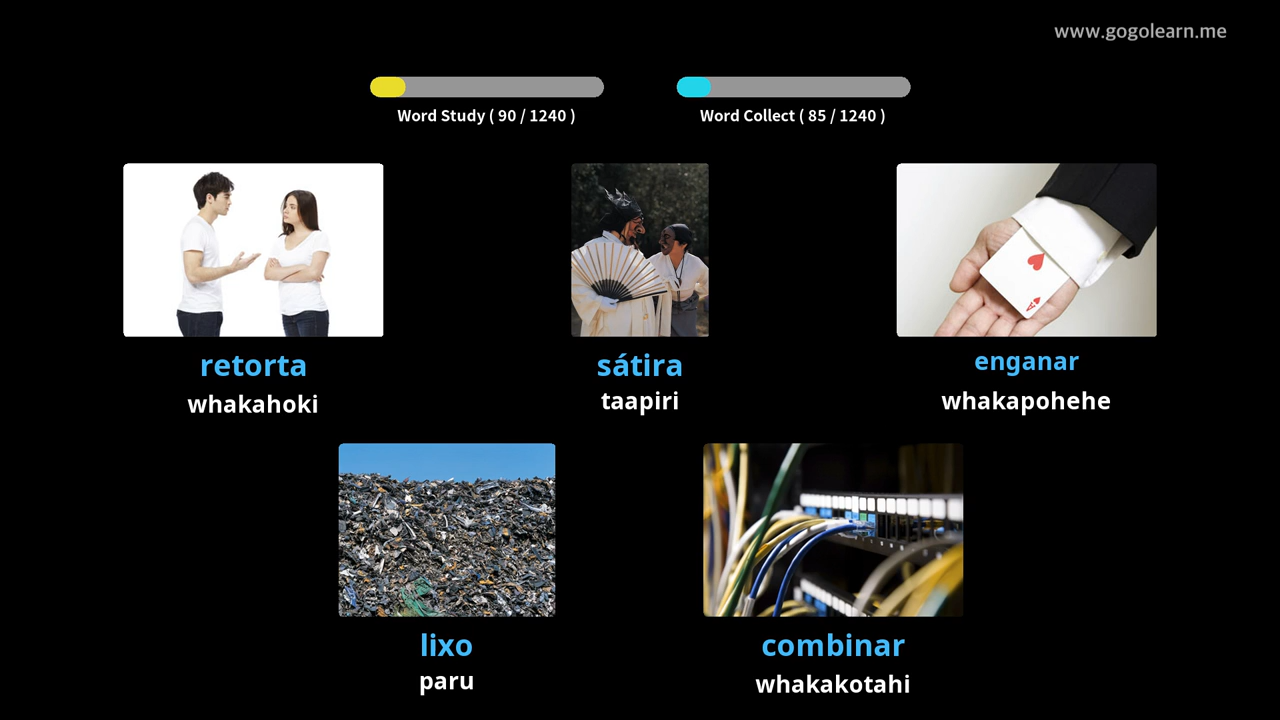 www.gogolearn.me
Word Study ( 90 / 1240 )
Word Collect ( 85 / 1240 )
retorta
whakahoki
sátira
taapiri
enganar
whakapohehe
lixo
paru
combinar
whakakotahi